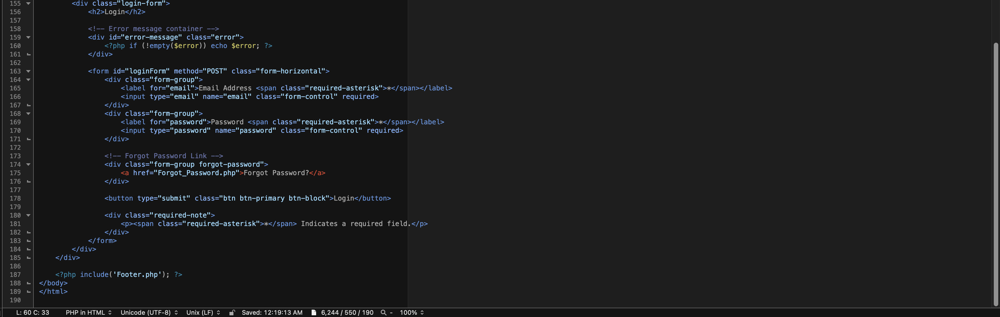 155 <div class="login-form">
156 <h2>Login</h2>
157
158 <!-- Error message container -->
159 <div id="error-message" class="error">
160 <?php if (!empty($error)) echo $error; ?>
161 </div>
162
163 <form id="loginForm" method="POST" class="form-horizontal">
164 <div class="form-group">
165 <label for="email">Email Address <span class="required-asterisk">*</span></label>
166 <input type="email" name="email" class="form-control" required>
167 </div>
168 <div class="form-group">
169 <label for="password">Password <span class="required-asterisk">*</span></label>
170 <input type="password" name="password" class="form-control" required>
171 </div>
172
173 <!-- Forgot Password Link -->
174 <div class="form-group forgot-password">
175 <a href="Forgot_Password.php">Forgot Password?</a>
176 </div>
177
178 <button type="submit" class="btn btn-primary btn-block">Login</button>
179
180 <div class="required-note">
181 <p><span class="required-asterisk">*</span> Indicates a required field.</p>
182 </div>
183 </form>
184 </div>
185 </div>
186
187 <?php include('Footer.php'); ?>
188 </body>
189 </html>
190
L: 60 C: 33 PHP in HTML Unicode (UTF-8) Unix (LF) Saved: 12:19:13 AM 6,244 / 550 / 190 - 100%